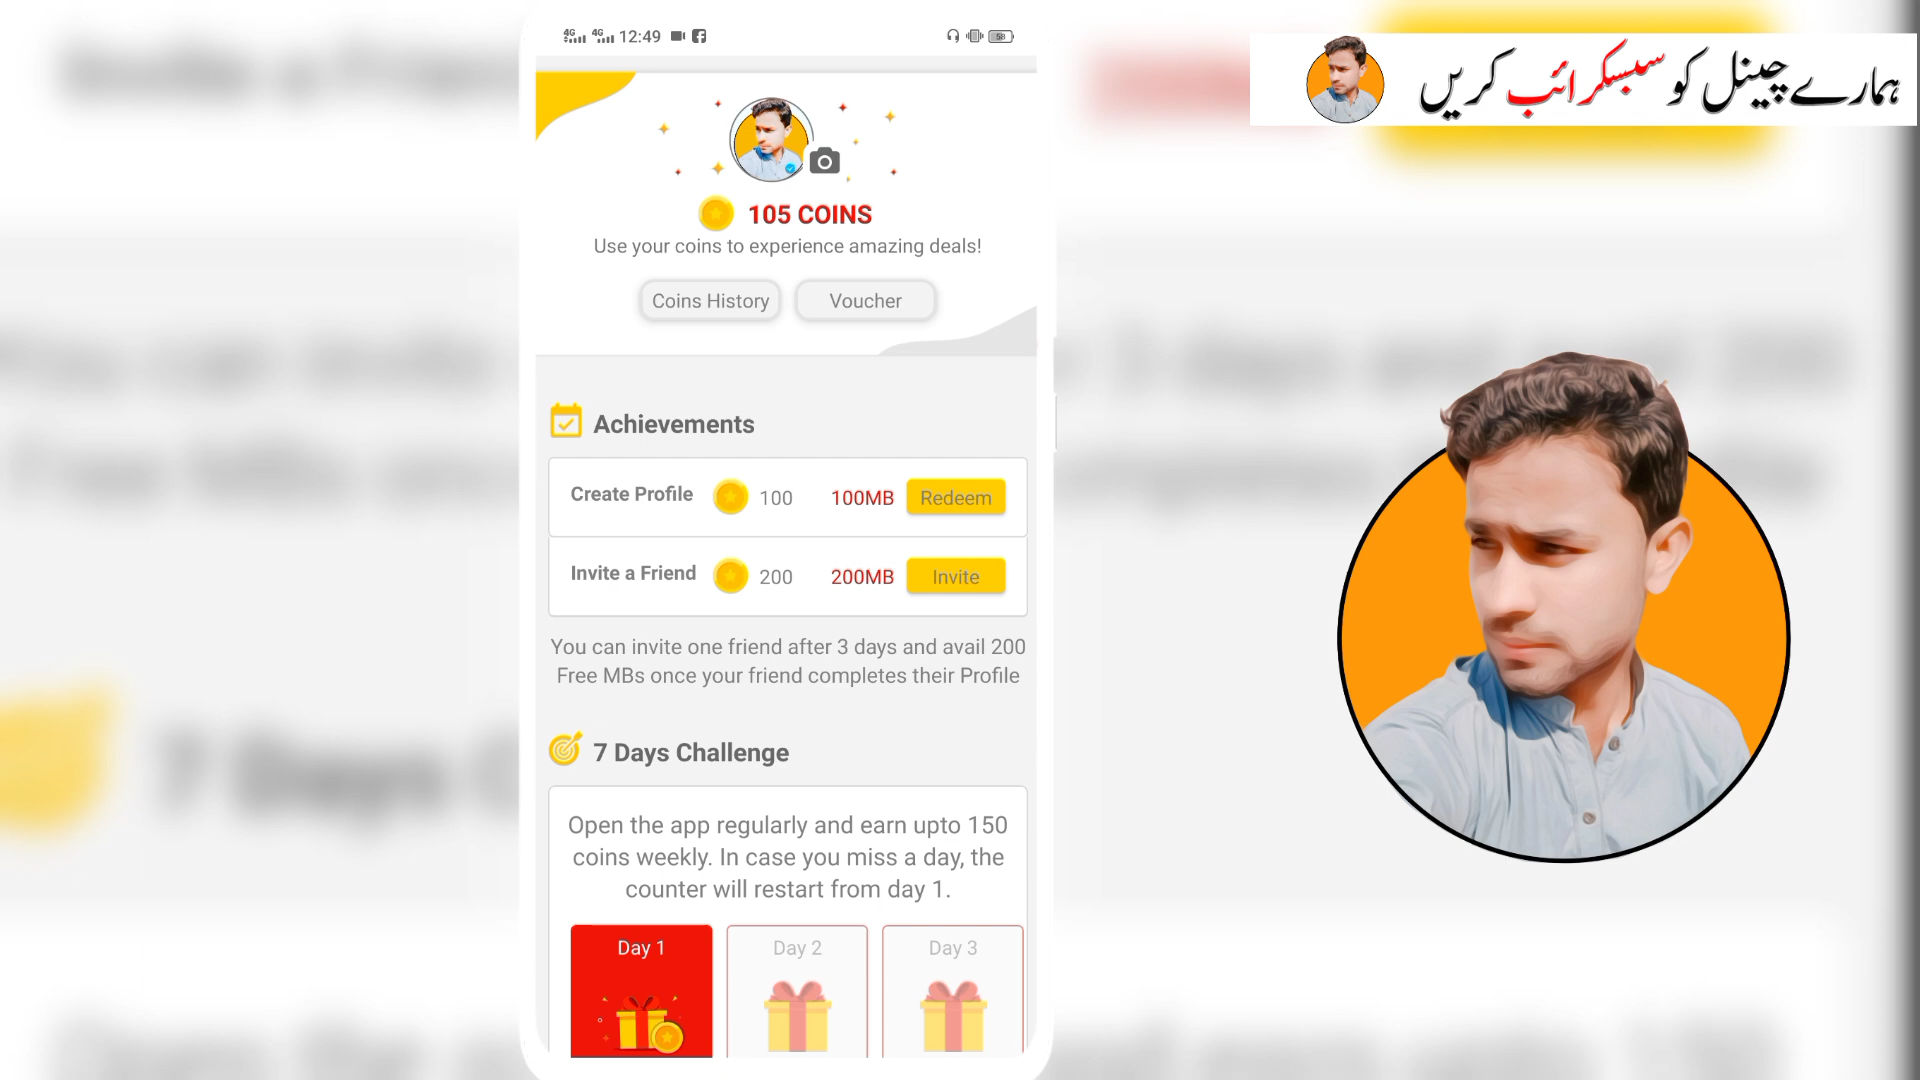 4G 4G 12:49 58
ہمارے چینل کو سبسکرائب کریں
105 COINS
Use your coins to experience amazing deals!
Coins History Voucher
Achievements
Create Profile 100 100MB Redeem
Invite a Friend 200 200MB Invite
You can invite one friend after 3 days and avail 200
Free MBs once your friend completes their Profile
7 Days Challenge
Open the app regularly and earn upto 150
coins weekly. In case you miss a day, the
counter will restart from day 1.
Day 1 Day 2 Day 3